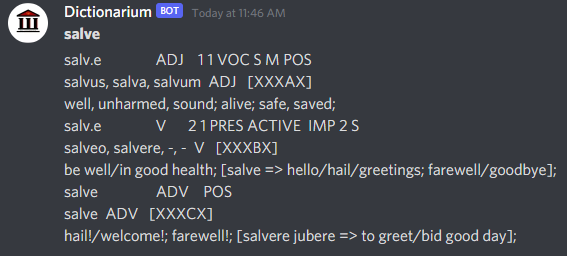 Dictionarium BOT Today at 11:46 AM
salve
salv.e ADJ 1 1 VOC S M POS
salvus, salva, salvum ADJ [XXXAX]
well, unharmed, sound; alive; safe, saved;
salv.e V 2 1 PRES ACTIVE IMP 2 S
salveo, salvere, -, - V [XXXBX]
be well/in good health; [salve => hello/hail/greetings; farewell/goodbye];
salve ADV POS
salve ADV [XXXCX]
hail!/welcome!; farewell!; [salvere jubere => to greet/bid good day];